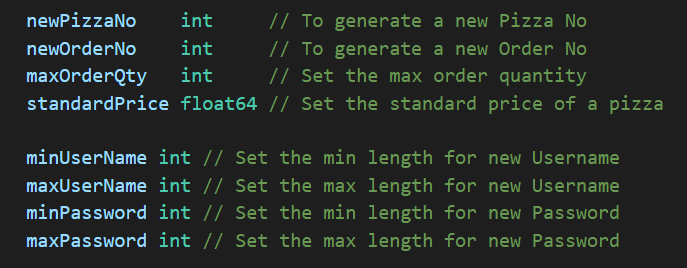 newPizzaNo    int     // To generate a new Pizza No
newOrderNo    int     // To generate a new Order No
maxOrderQty   int     // Set the max order quantity
standardPrice float64 // Set the standard price of a pizza
minUserName int // Set the min length for new Username
maxUserName int // Set the max length for new Username
minPassword int // Set the min length for new Password
maxPassword int // Set the max length for new Password